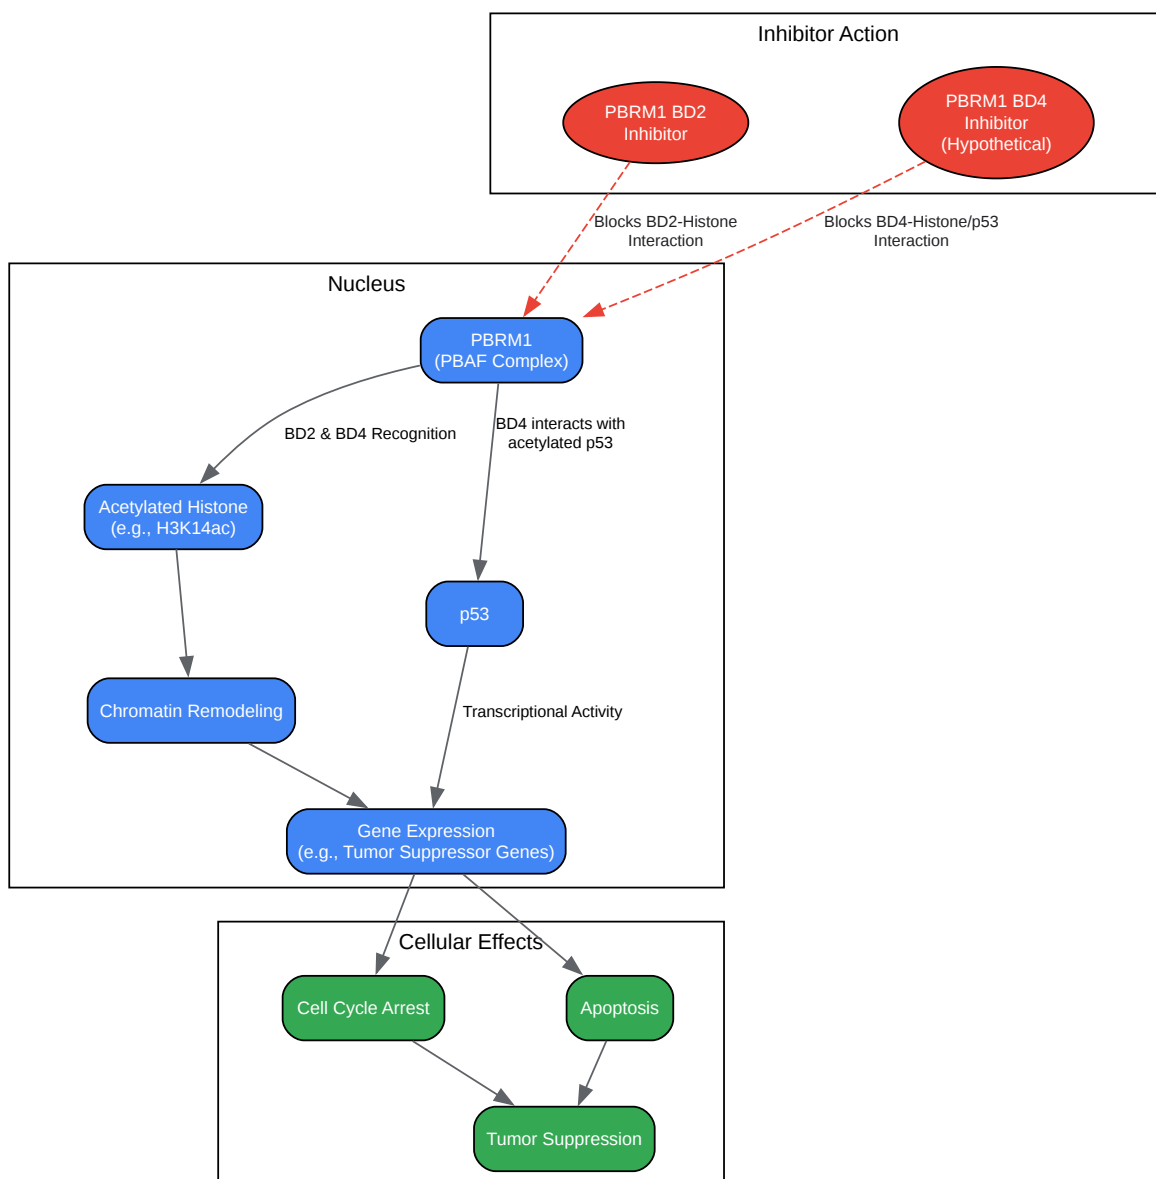 Inhibitor Action
PBRM1 BD2
Inhibitor
PBRM1 BD4
Inhibitor
(Hypothetical)
Blocks BD2-Histone
Interaction
Blocks BD4-Histone/p53
Interaction
Nucleus
PBRM1
(PBAF Complex)
BD2 & BD4 Recognition
BD4 interacts with
acetylated p53
Acetylated Histone
(e.g., H3K14ac)
p53
Chromatin Remodeling
Transcriptional Activity
Gene Expression
(e.g., Tumor Suppressor Genes)
Cellular Effects
Cell Cycle Arrest
Apoptosis
Tumor Suppression